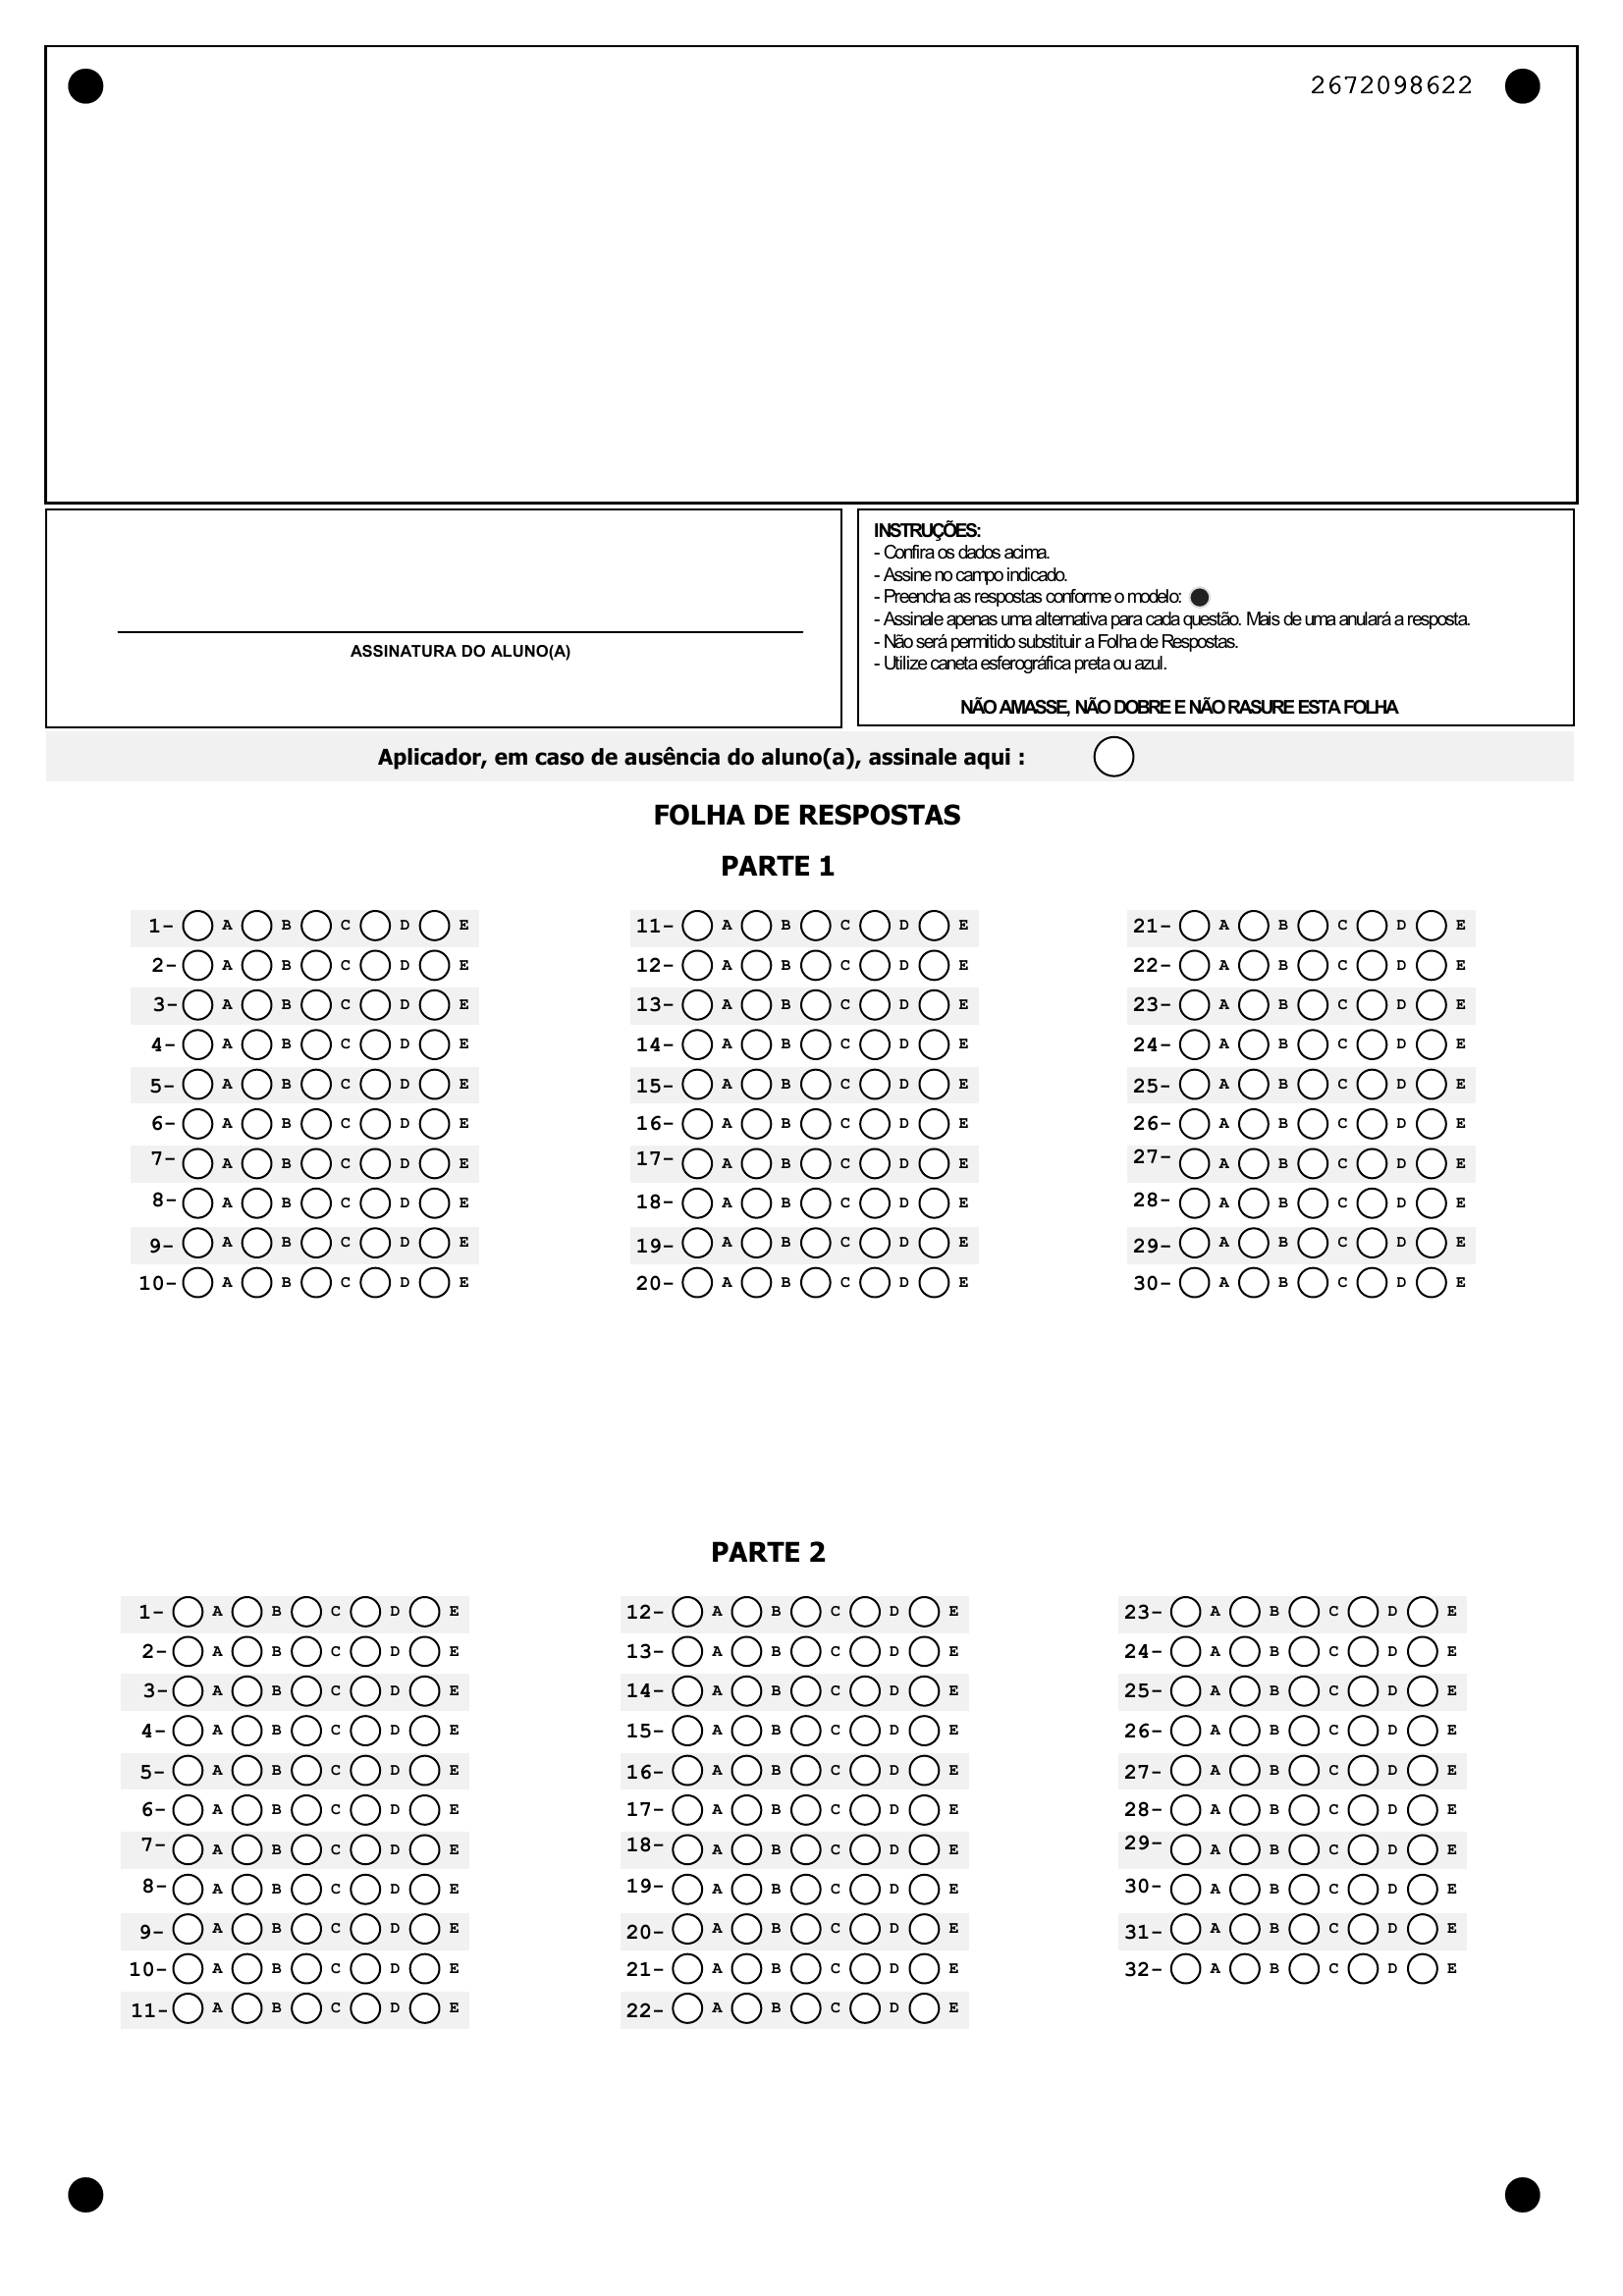 2672098622
ASSINATURA DO ALUNO(A)
INSTRUÇÕES:
- Confira os dados acima.
- Assine no campo indicado.
- Preencha as respostas conforme o modelo:
- Assinale apenas uma alternativa para cada questão. Mais de uma anulará a resposta.
- Não será permitido substituir a Folha de Respostas.
- Utilize caneta esferográfica preta ou azul.
NÃO AMASSE, NÃO DOBRE E NÃO RASURE ESTA FOLHA
Aplicador, em caso de ausência do aluno(a), assinale aqui :
FOLHA DE RESPOSTAS
PARTE 1
1- A B C D E 11- A B C D E 21- A B C D E
2- A B C D E 12- A B C D E 22- A B C D E
3- A B C D E 13- A B C D E 23- A B C D E
4- A B C D E 14- A B C D E 24- A B C D E
5- A B C D E 15- A B C D E 25- A B C D E
6- A B C D E 16- A B C D E 26- A B C D E
7- A B C D E 17- A B C D E 27- A B C D E
8- A B C D E 18- A B C D E 28- A B C D E
9- A B C D E 19- A B C D E 29- A B C D E
10- A B C D E 20- A B C D E 30- A B C D E
PARTE 2
1- A B C D E 12- A B C D E 23- A B C D E
2- A B C D E 13- A B C D E 24- A B C D E
3- A B C D E 14- A B C D E 25- A B C D E
4- A B C D E 15- A B C D E 26- A B C D E
5- A B C D E 16- A B C D E 27- A B C D E
6- A B C D E 17- A B C D E 28- A B C D E
7- A B C D E 18- A B C D E 29- A B C D E
8- A B C D E 19- A B C D E 30- A B C D E
9- A B C D E 20- A B C D E 31- A B C D E
10- A B C D E 21- A B C D E 32- A B C D E
11- A B C D E 22- A B C D E